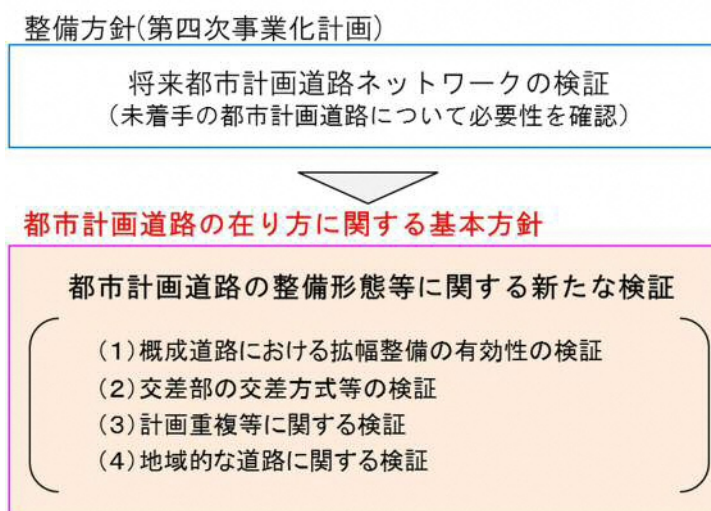 整備方針(第四次事業化計画)
将来都市計画道路ネットワークの検証
(未着手の都市計画道路について必要性を確認)
都市計画道路の在り方に関する基本方針
都市計画道路の整備形態等に関する新たな検証
(1)概成道路における拡幅整備の有効性の検証
(2)交差部の交差方式等の検証
(3)計画重複等に関する検証
(4)地域的な道路に関する検証